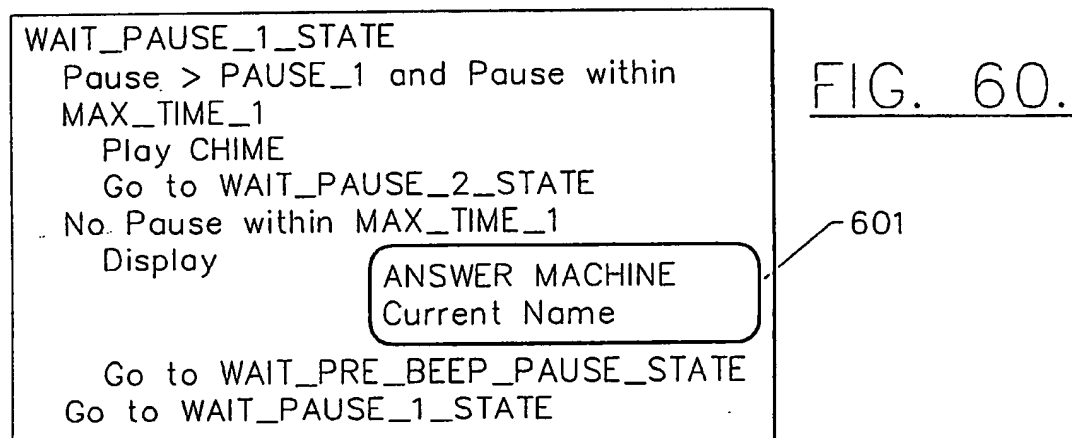 WAIT_PAUSE_1_STATE
Pause > PAUSE_1 and Pause within
MAX_TIME_1
Play CHIME
Go to WAIT_PAUSE_2_STATE
No Pause within MAX_TIME_1
Display
ANSWER MACHINE
Current Name
Go to WAIT_PRE_BEEP_PAUSE_STATE
Go to WAIT_PAUSE_1_STATE
601
FIG. 60.